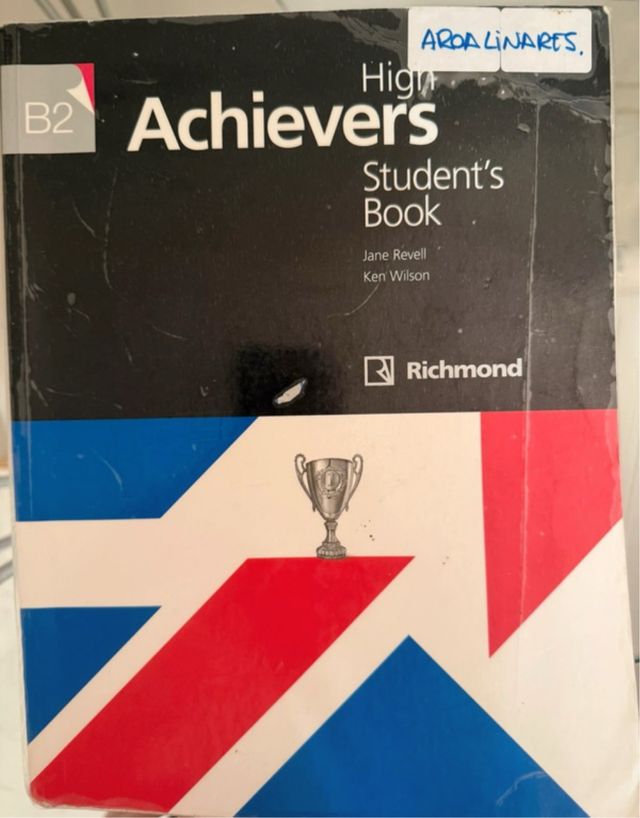 AROA LINARES.
B2
High
Achievers
Student's
Book
Jane Revell
Ken Wilson
Richmond